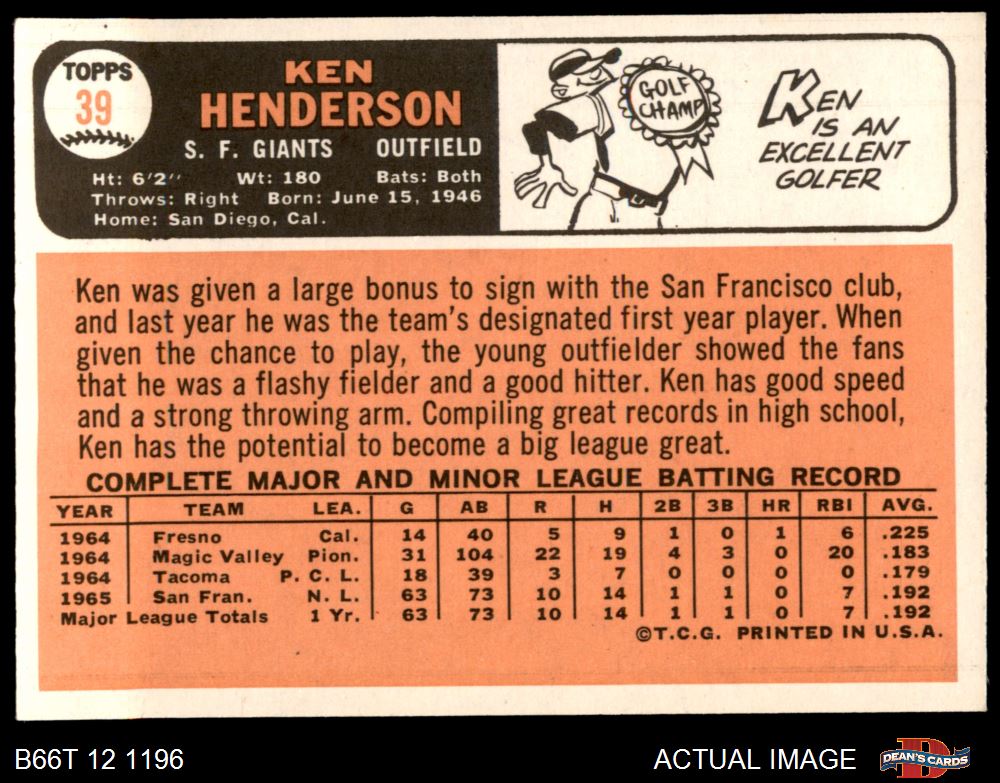 TOPPS
39
KEN
HENDERSON
S. F. GIANTS OUTFIELD
Ht: 6'2'' Wt: 180 Bats: Both
Throws: Right Born: June 15, 1946
Home: San Diego, Cal.
GOLF
CHAMP
KEN
IS AN
EXCELLENT
GOLFER
Ken was given a large bonus to sign with the San Francisco club,
and last year he was the team's designated first year player. When
given the chance to play, the young outfielder showed the fans
that he was a flashy fielder and a good hitter. Ken has good speed
and a strong throwing arm. Compiling great records in high school,
Ken has the potential to become a big league great.
COMPLETE MAJOR AND MINOR LEAGUE BATTING RECORD
YEAR TEAM LEA. G AB R H 2B 3B HR RBI AVG.
1964 Fresno Cal. 14 40 5 9 1 0 1 6 .225
1964 Magic Valley Pion. 31 104 22 19 4 3 0 20 .183
1964 Tacoma P. C. L. 18 39 3 7 0 0 0 0 .179
1965 San Fran. N. L. 63 73 10 14 1 1 0 7 .192
Major League Totals 1 Yr. 63 73 10 14 1 1 0 7 .192
©T.C.G. PRINTED IN U.S.A.
B66T 12 1196 ACTUAL IMAGE DEAN'S CARDS